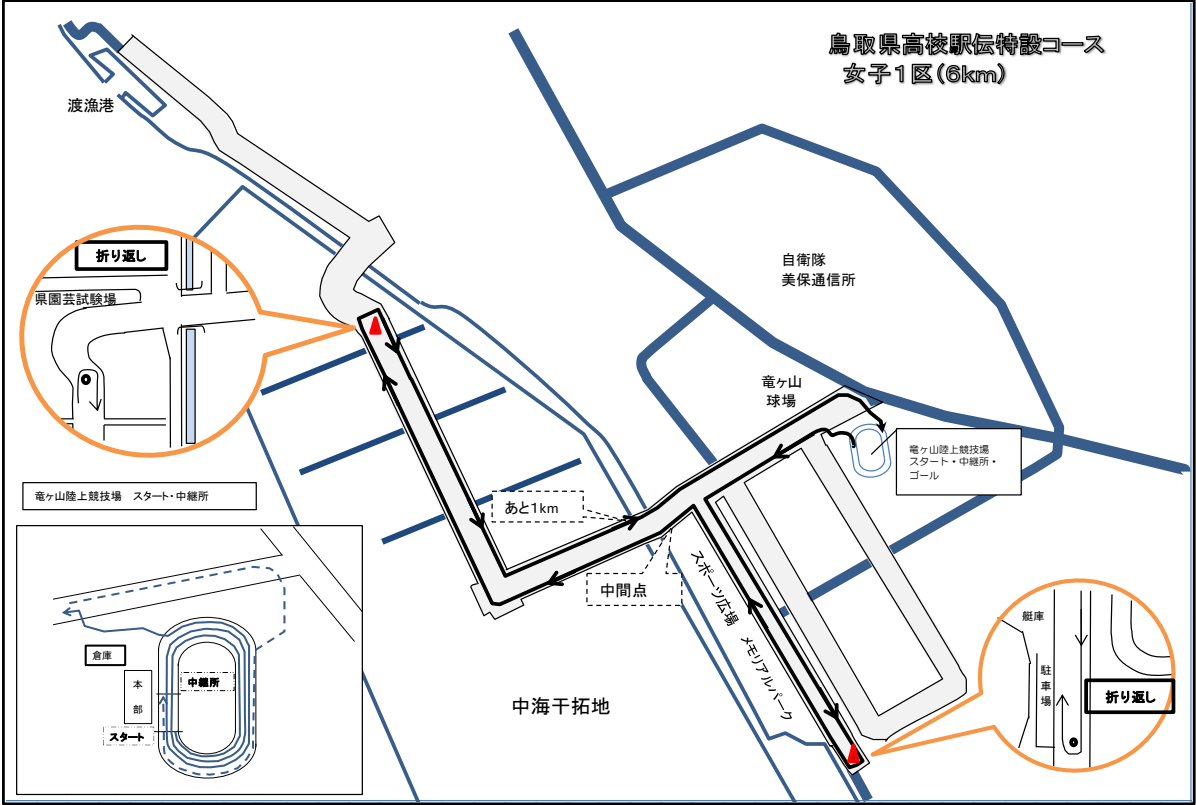 鳥取県高校駅伝特設コース
女子1区(6km)
渡漁港
自衛隊
美保通信所
折り返し
県園芸試験場
竜ヶ山
球場
竜ヶ山陸上競技場
スタート・中継所・
ゴール
竜ヶ山陸上競技場 スタート・中継所
あと1km
中間点
スポーツ広場 メモリアルパーク
倉庫
本部
中継所
スタート
中海干拓地
艇庫
駐車場
折り返し